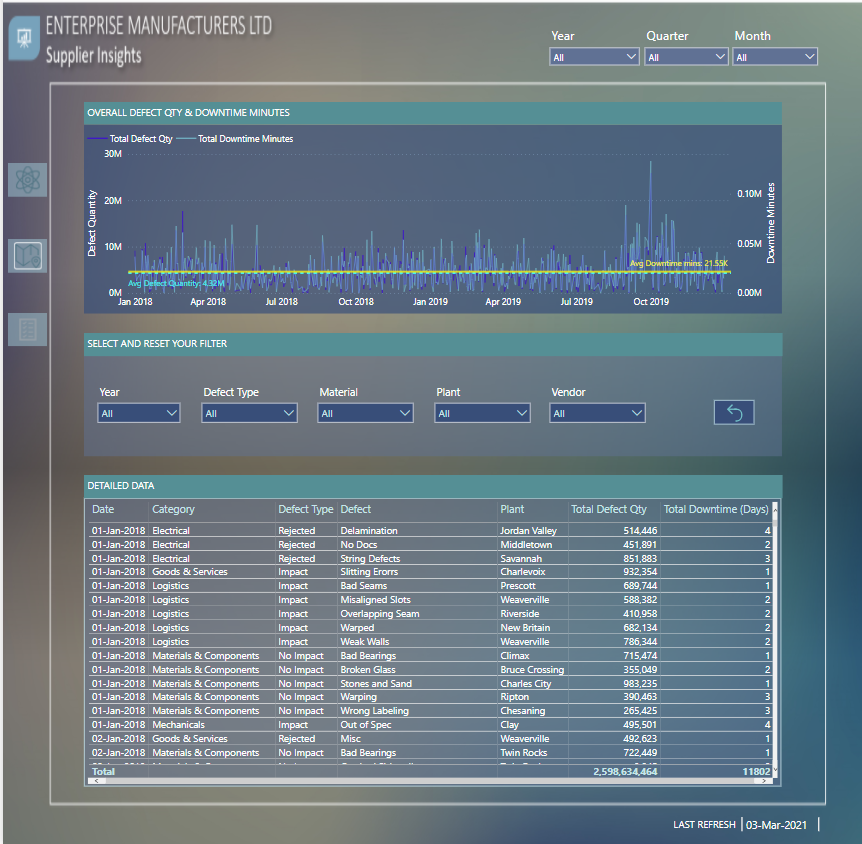 ENTERPRISE MANUFACTURERS LTD
Supplier Insights
Year Quarter Month
All All All
OVERALL DEFECT QTY & DOWNTIME MINUTES
Total Defect Qty Total Downtime Minutes
30M
20M
10M
0M
Defect Quantity
0.10M
0.05M
0.00M
Downtime Minutes
Avg Downtime mins: 21.55K
Avg Defect Quantity: 4.32M
Jan 2018 Apr 2018 Jul 2018 Oct 2018 Jan 2019 Apr 2019 Jul 2019 Oct 2019
SELECT AND RESET YOUR FILTER
Year Defect Type Material Plant Vendor
All All All All All
DETAILED DATA
Date Category Defect Type Defect Plant Total Defect Qty Total Downtime (Days)
01-Jan-2018 Electrical Rejected Delamination Jordan Valley 514,446 4
01-Jan-2018 Electrical Rejected No Docs Middletown 451,891 2
01-Jan-2018 Electrical Rejected String Defects Savannah 851,883 3
01-Jan-2018 Goods & Services Impact Slitting Erorrs Charlevoix 932,354 1
01-Jan-2018 Logistics Impact Bad Seams Prescott 689,744 1
01-Jan-2018 Logistics Impact Misaligned Slots Weaverville 588,382 2
01-Jan-2018 Logistics Impact Overlapping Seam Riverside 410,958 2
01-Jan-2018 Logistics Impact Warped New Britain 682,134 2
01-Jan-2018 Logistics Impact Weak Walls Weaverville 786,344 2
01-Jan-2018 Materials & Components No Impact Bad Bearings Climax 715,474 1
01-Jan-2018 Materials & Components No Impact Broken Glass Bruce Crossing 355,049 2
01-Jan-2018 Materials & Components No Impact Stones and Sand Charles City 983,235 1
01-Jan-2018 Materials & Components No Impact Warping Ripton 390,463 3
01-Jan-2018 Materials & Components No Impact Wrong Labeling Chesaning 265,425 3
01-Jan-2018 Mechanicals Impact Out of Spec Clay 495,501 4
02-Jan-2018 Goods & Services Rejected Misc Weaverville 492,623 1
02-Jan-2018 Materials & Components No Impact Bad Bearings Twin Rocks 722,449 1
Total 2,598,634,464 11802
LAST REFRESH 03-Mar-2021